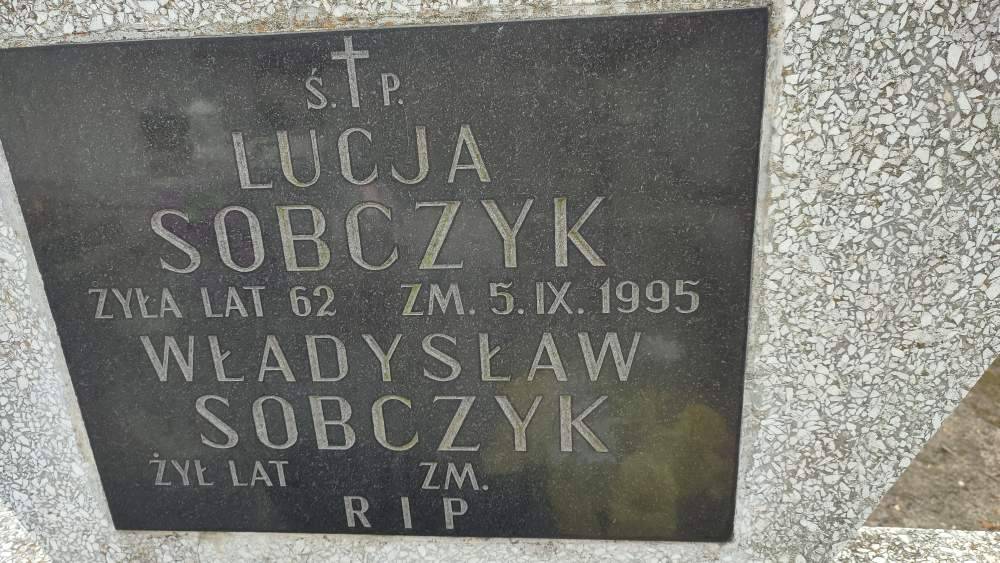 Ś. P.
LUCJA
SOBCZYK
ŻYŁA LAT 62 ZM. 5. IX. 1995
WŁADYSŁAW
SOBCZYK
ŻYŁ LAT ZM.
RIP